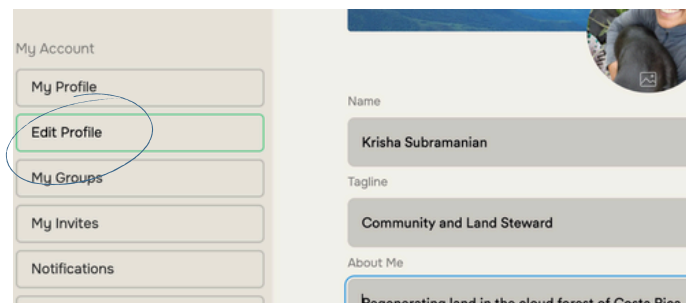 My Account
My Profile
Edit Profile
My Groups
My Invites
Notifications
Name
Krisha Subramanian
Tagline
Community and Land Steward
About Me
Regenerating land in the cloud forest of Costa Rica